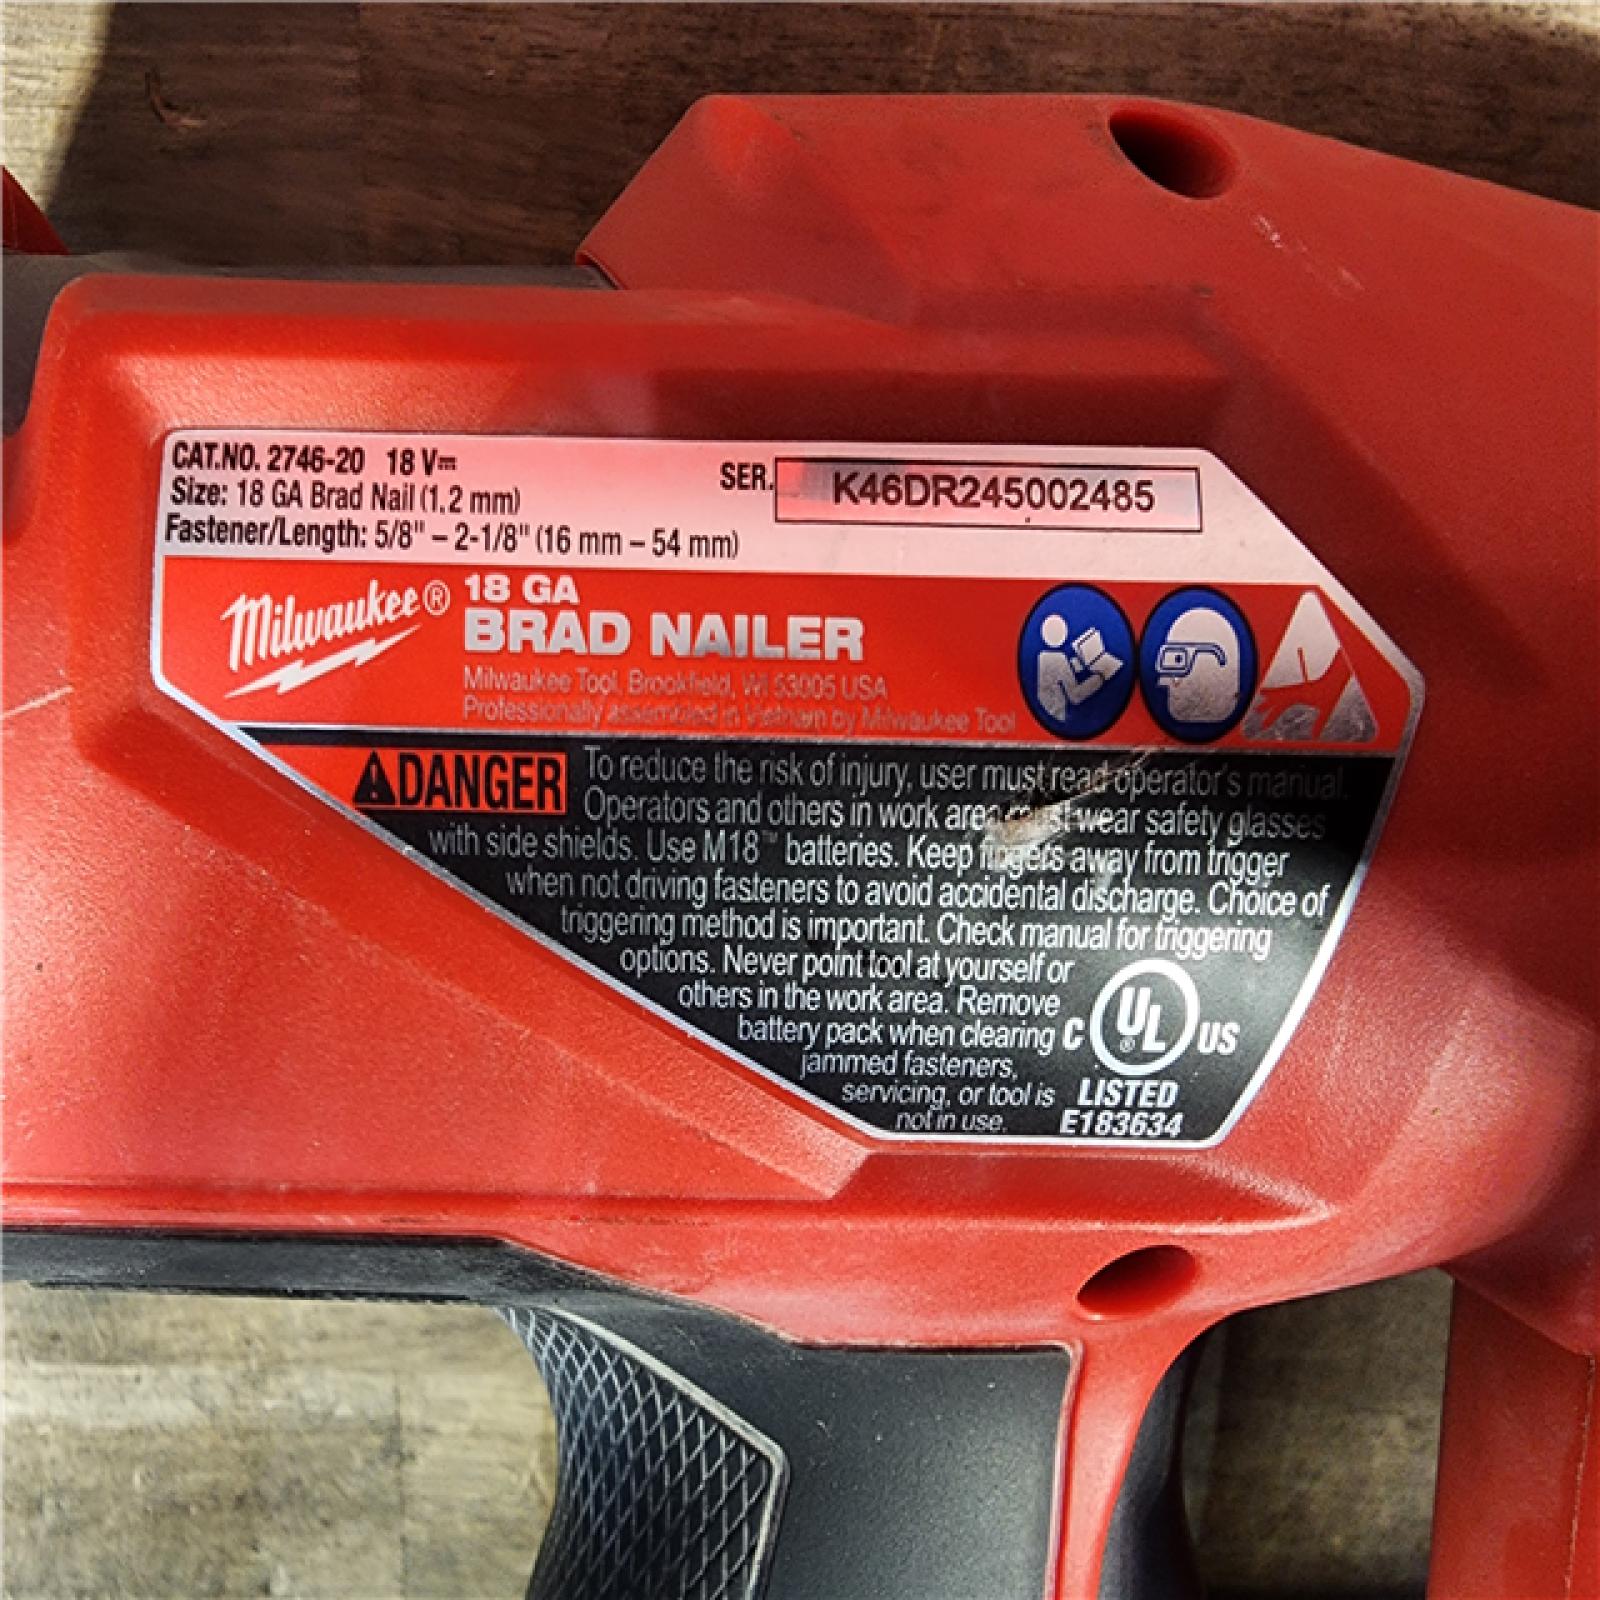 CAT.NO. 2746-20 18 V⎓
Size: 18 GA Brad Nail (1.2 mm)
Fastener/Length: 5/8" – 2-1/8" (16 mm – 54 mm)
SER. K46DR245002485
Milwaukee® 18 GA
BRAD NAILER
Milwaukee Tool, Brookfield, WI 53005 USA
Professionally assembled in Vietnam by Milwaukee Tool
DANGER To reduce the risk of injury, user must read operator's manual.
Operators and others in work area must wear safety glasses
with side shields. Use M18™ batteries. Keep fingers away from trigger
when not driving fasteners to avoid accidental discharge. Choice of
triggering method is important. Check manual for triggering
options. Never point tool at yourself or
others in the work area. Remove
battery pack when clearing
jammed fasteners,
servicing, or tool is
not in use.
C UL® US
LISTED
E183634